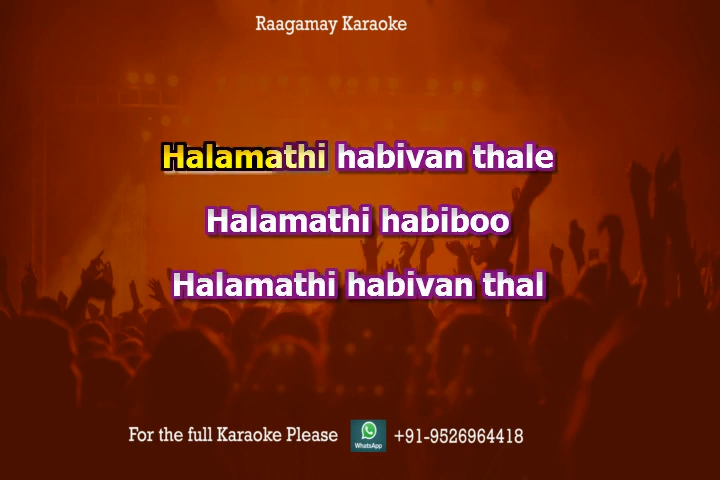 Raagamay Karaoke
Halamathi habivan thale
Halamathi habiboo
Halamathi habivan thal
For the full Karaoke Please WhatsApp +91-9526964418